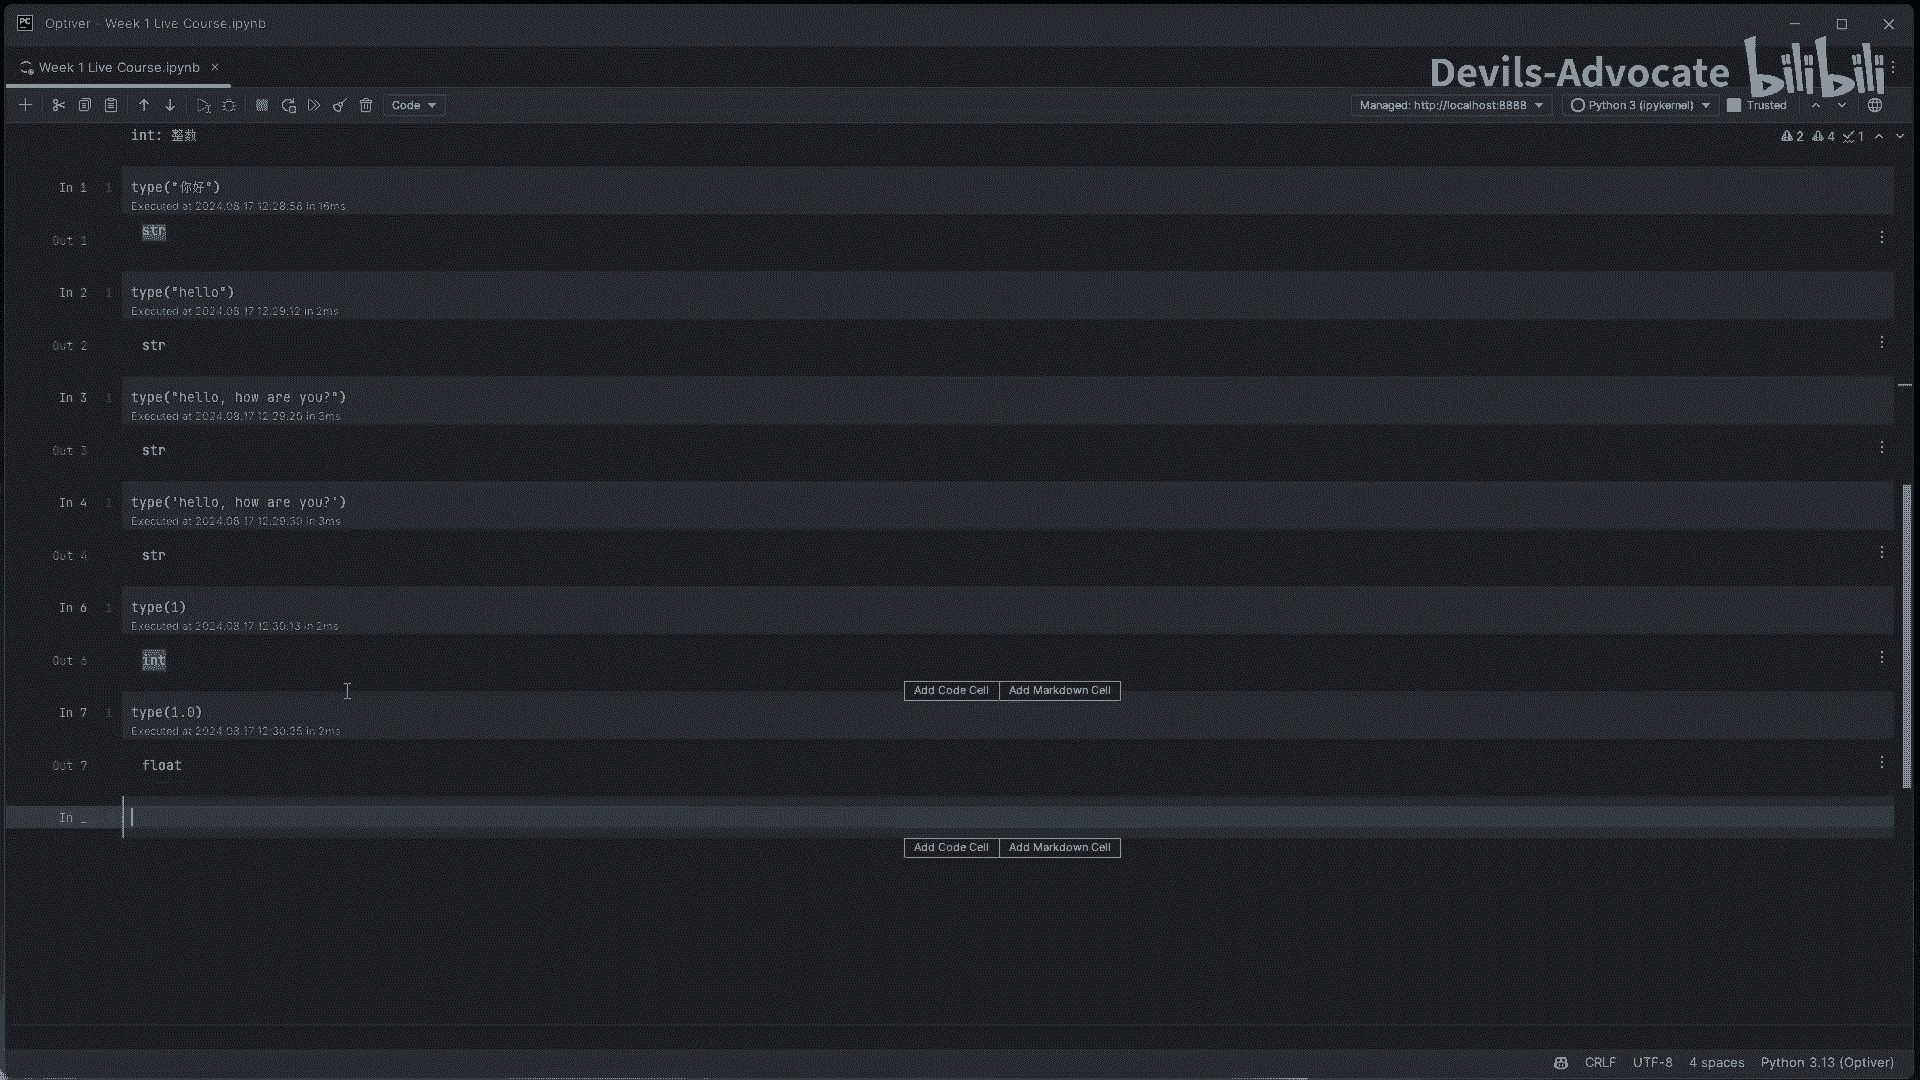 Optiver - Week 1 Live Course.ipynb
Week 1 Live Course.ipynb
Devils-Advocate bilibili
Code
Managed: http://localhost:8888
Python 3 (ipykernel)
Trusted
int: 整数
2 4 1
In 1 1 type("你好")
Executed at 2024.08.17 12:28:58 in 16ms
Out 1 str
In 2 1 type("hello")
Executed at 2024.08.17 12:29:12 in 2ms
Out 2 str
In 3 1 type("hello, how are you?")
Executed at 2024.08.17 12:29:20 in 3ms
Out 3 str
In 4 1 type('hello, how are you?')
Executed at 2024.08.17 12:29:39 in 3ms
Out 4 str
In 6 1 type(1)
Executed at 2024.08.17 12:30:13 in 2ms
Out 6 int
Add Code Cell Add Markdown Cell
In 7 1 type(1.0)
Executed at 2024.08.17 12:30:35 in 2ms
Out 7 float
In _
Add Code Cell Add Markdown Cell
CRLF UTF-8 4 spaces Python 3.13 (Optiver)